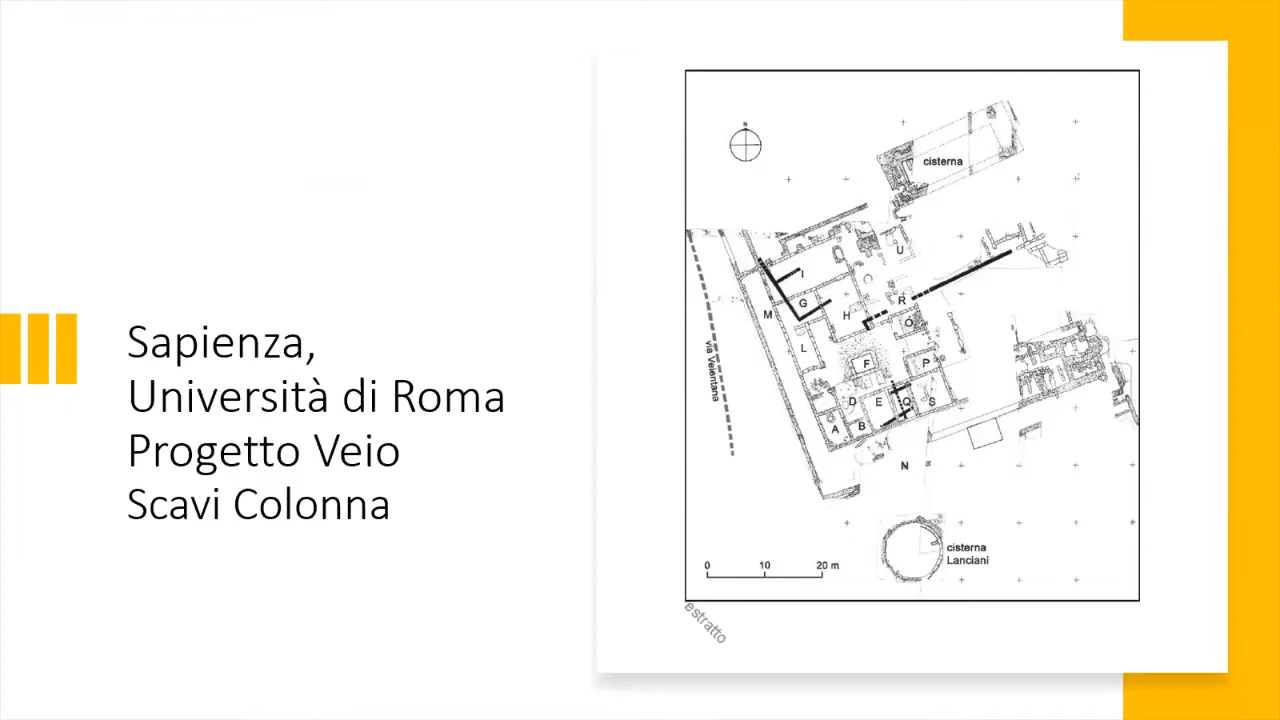 Sapienza,
Università di Roma
Progetto Veio
Scavi Colonna
N
cisterna
U
I
G
R
M
H
O
L
via Veientana
F
P
D
E
Q
S
A
B
N
cisterna
Lanciani
0 10 20 m
estratto